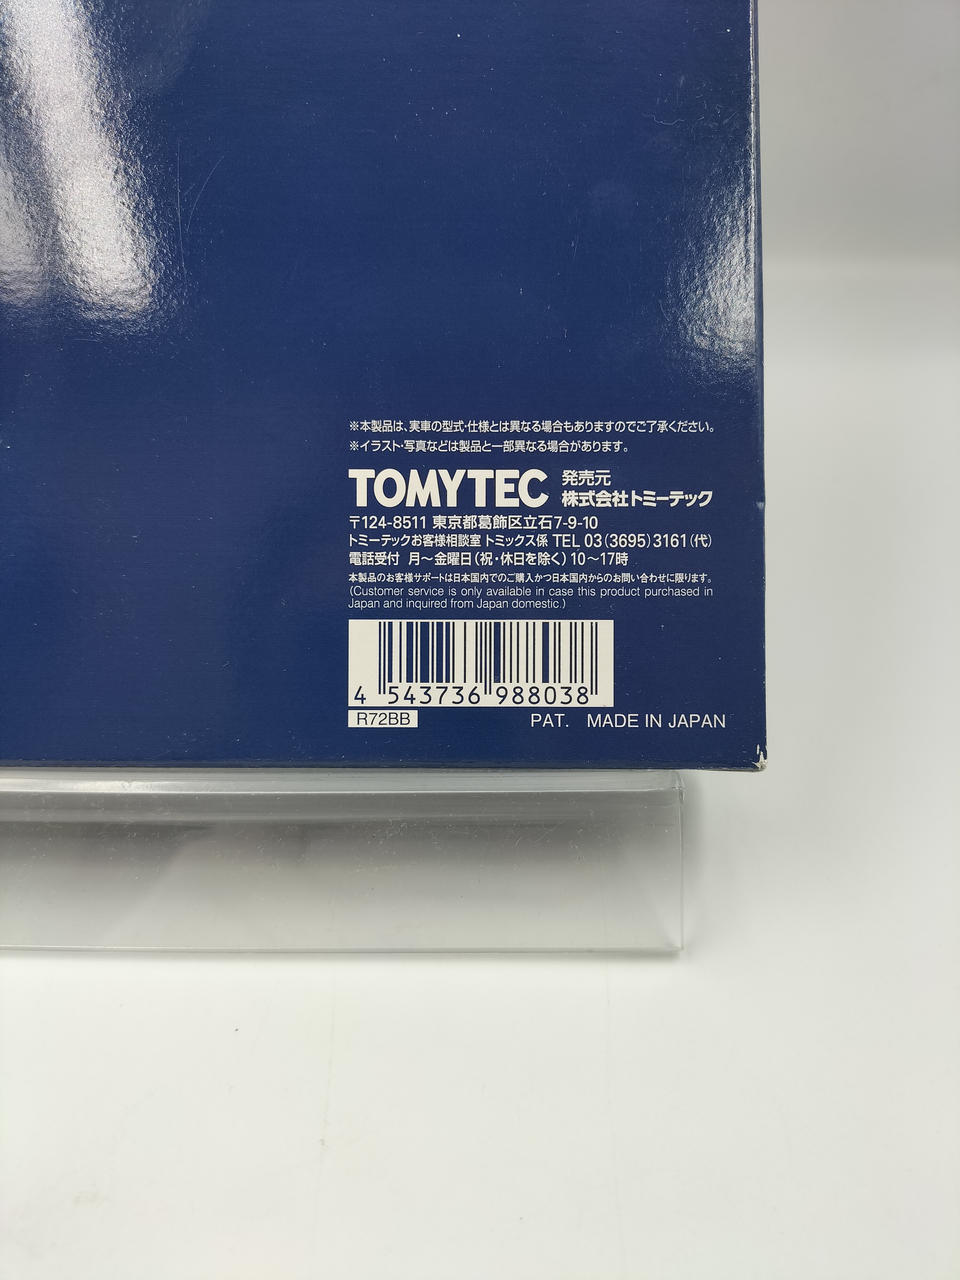 ※本製品は、実車の型式・仕様とは異なる場合もありますのでご了承ください。
※イラスト・写真などは製品と一部異なる場合があります。
TOMYTEC 発売元 株式会社トミーテック
〒124-8511 東京都葛飾区立石7-9-10
トミーテックお客様相談室 トミックス係 TEL 03(3695)3161(代)
電話受付 月〜金曜日(祝・休日を除く)10〜17時
本製品のお客様サポートは日本国内でのご購入かつ日本国内からのお問い合わせに限ります。
(Customer service is only available in case this product purchased in
Japan and inquired from Japan domestic.)
4 543736 988038
R72BB PAT. MADE IN JAPAN